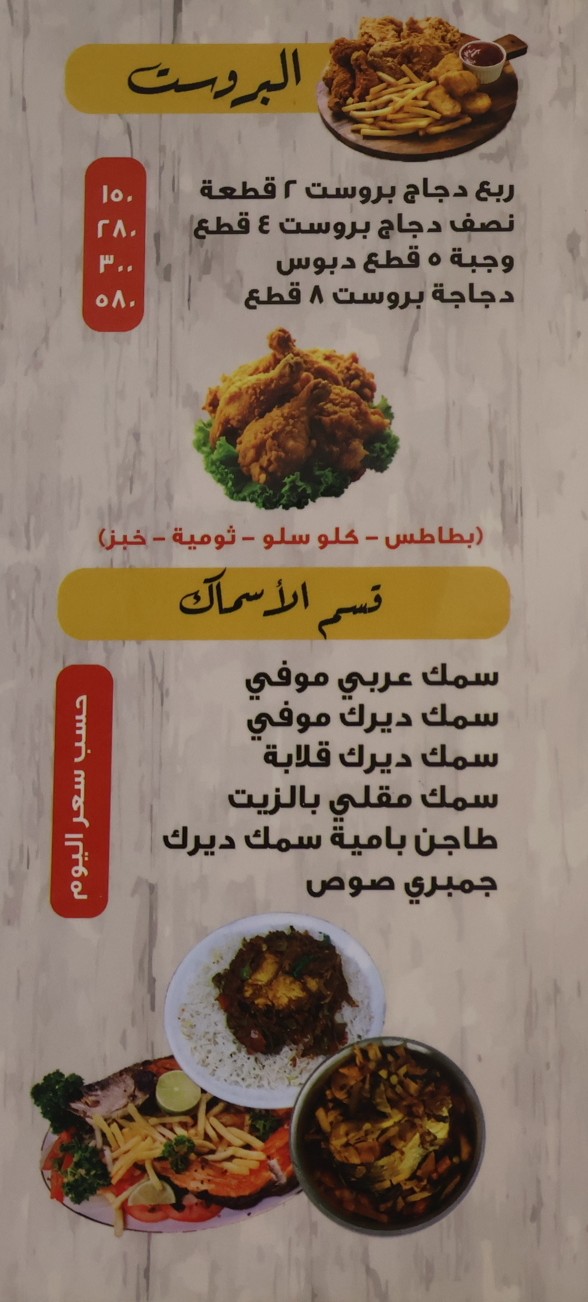 البروست
ربع دجاج بروست ٢ قطعة ١٥٠
نصف دجاج بروست ٤ قطع ٢٨٠
وجبة ٥ قطع دبوس ٣٠٠
دجاجة بروست ٨ قطع ٥٨٠
(بطاطس - كلو سلو - ثومية - خبز)
قسم الأسماك
سمك عربي موفي
سمك ديرك موفي
سمك ديرك قلابة
سمك مقلي بالزيت
طاجن بامية سمك ديرك
جمبري صوص
حسب سعر اليوم